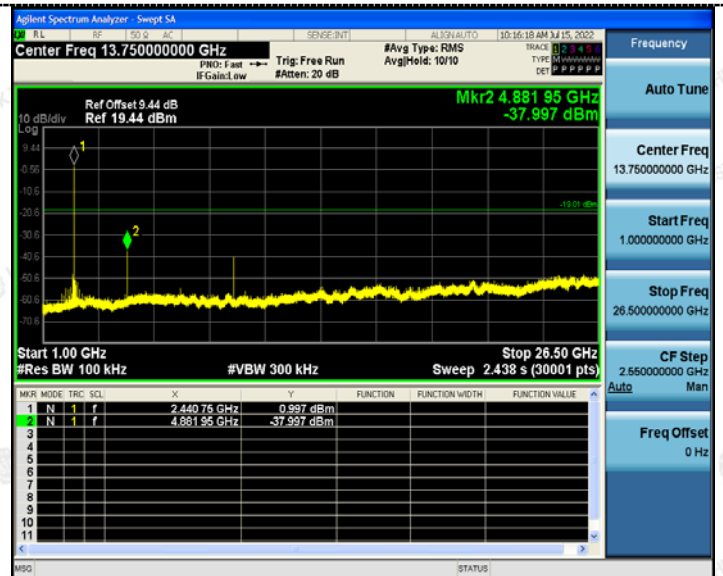 Agilent Spectrum Analyzer - Swept SA
RL RF 50 Ω AC SENSE:INT ALIGN AUTO 10:16:18 AM Jul 15, 2022
Center Freq 13.750000000 GHz
PNO: Fast
IFGain:Low
Trig: Free Run
#Atten: 20 dB
#Avg Type: RMS
Avg|Hold: 10/10
TRACE 1 2 3 4 5 6
TYPE M
DET P P P P P P
Frequency
Auto Tune
Center Freq
13.750000000 GHz
Start Freq
1.000000000 GHz
Stop Freq
26.500000000 GHz
CF Step
2.550000000 GHz
Auto Man
Freq Offset
0 Hz
Mkr2 4.881 95 GHz
-37.997 dBm
Ref Offset 9.44 dB
10 dB/div Ref 19.44 dBm
Log
9.44
-0.56
-10.6
-20.6
-30.6
-40.6
-50.6
-60.6
-70.6
1
2
-19.01 dBm
Start 1.00 GHz Stop 26.50 GHz
#Res BW 100 kHz #VBW 300 kHz Sweep 2.438 s (30001 pts)
MKR MODE TRC SCL X Y FUNCTION FUNCTION WIDTH FUNCTION VALUE
1 N 1 f 2.440 75 GHz 0.997 dBm
2 N 1 f 4.881 95 GHz -37.997 dBm
3
4
5
6
7
8
9
10
11
MSG STATUS